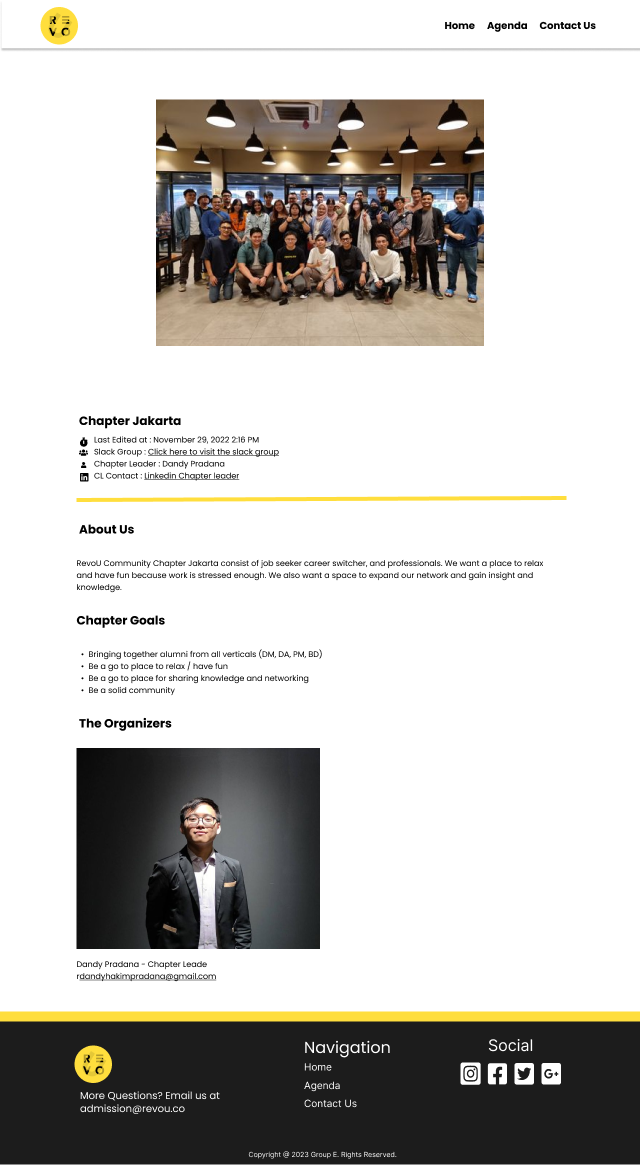 REVO
Home Agenda Contact Us
Chapter Jakarta
Last Edited at : November 29, 2022 2:16 PM
Slack Group : Click here to visit the slack group
Chapter Leader : Dandy Pradana
CL Contact : Linkedin Chapter leader
About Us
RevoU Community Chapter Jakarta consist of job seeker career switcher, and professionals. We want a place to relax
and have fun because work is stressed enough. We also want a space to expand our network and gain insight and
knowledge.
Chapter Goals
• Bringing together alumni from all verticals (DM, DA, PM, BD)
• Be a go to place to relax / have fun
• Be a go to place for sharing knowledge and networking
• Be a solid community
The Organizers
Dandy Pradana - Chapter Leade
rdandyhakimpradana@gmail.com
REVO
More Questions? Email us at
admission@revou.co
Navigation
Home
Agenda
Contact Us
Social
G+
Copyright @ 2023 Group E. Rights Reserved.